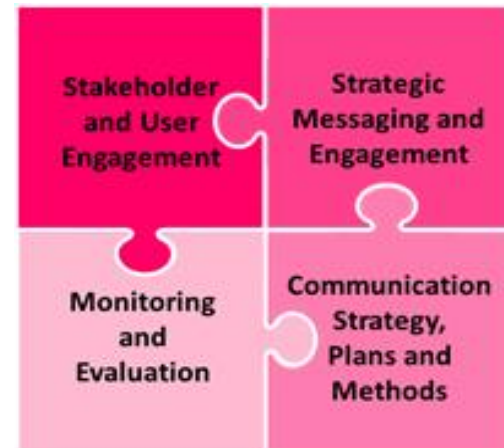 Stakeholder
and User
Engagement
Strategic
Messaging and
Engagement
Monitoring
and
Evaluation
Communication
Strategy,
Plans and
Methods